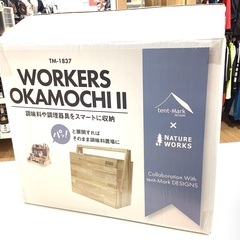 TM-1837
WORKERS
OKAMOCHI II
調味料や調理器具をスマートに収納
パッ!
と展開すれば
そのまま調味料農場に
tent-Mark
DESIGNS
×
NATURE
WORKS
Collaboration With
tent-Mark DESIGNS